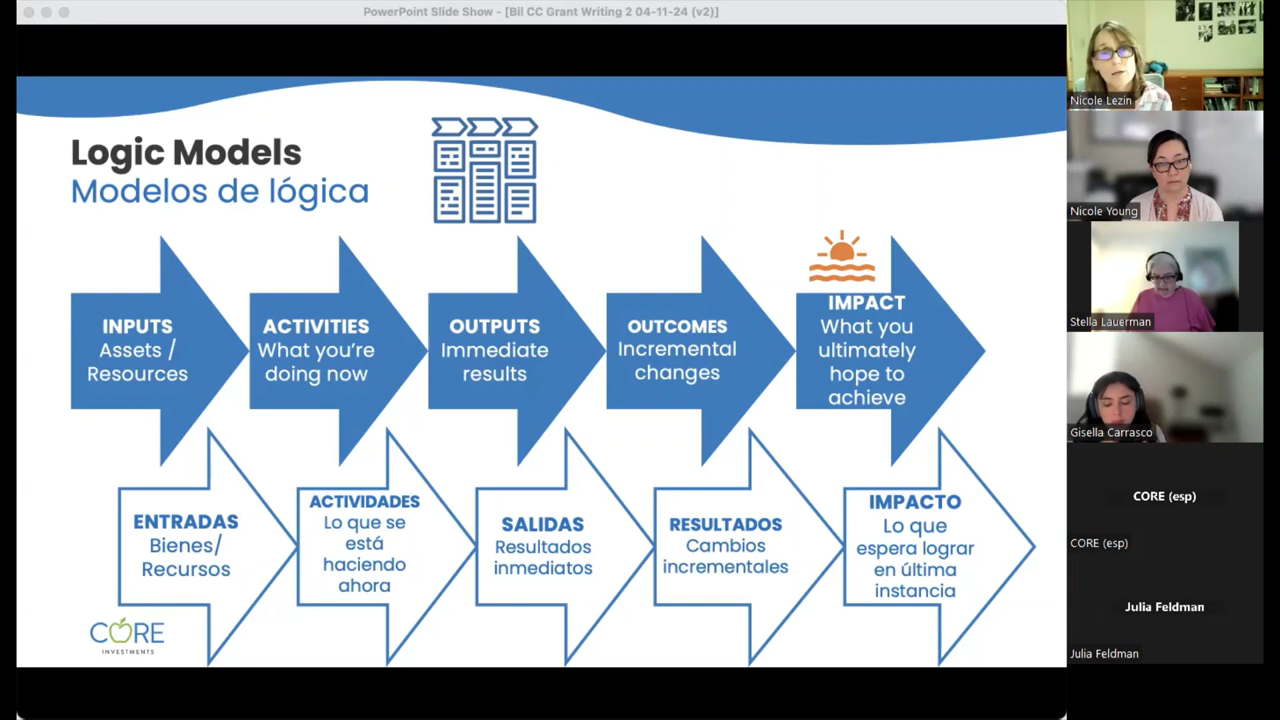 PowerPoint Slide Show - [Bil CC Grant Writing 2 04-11-24 (v2)]
Logic Models
Modelos de lógica
INPUTS
Assets /
Resources
ACTIVITIES
What you're
doing now
OUTPUTS
Immediate
results
OUTCOMES
Incremental
changes
IMPACT
What you
ultimately
hope to
achieve
ENTRADAS
Bienes/
Recursos
ACTIVIDADES
Lo que se
está
haciendo
ahora
SALIDAS
Resultados
inmediatos
RESULTADOS
Cambios
incrementales
IMPACTO
Lo que
espera lograr
en última
instancia
CORE
INVESTMENTS
Nicole Lezin
Nicole Young
Stella Lauerman
Gisella Carrasco
CORE (esp)
CORE (esp)
Julia Feldman
Julia Feldman